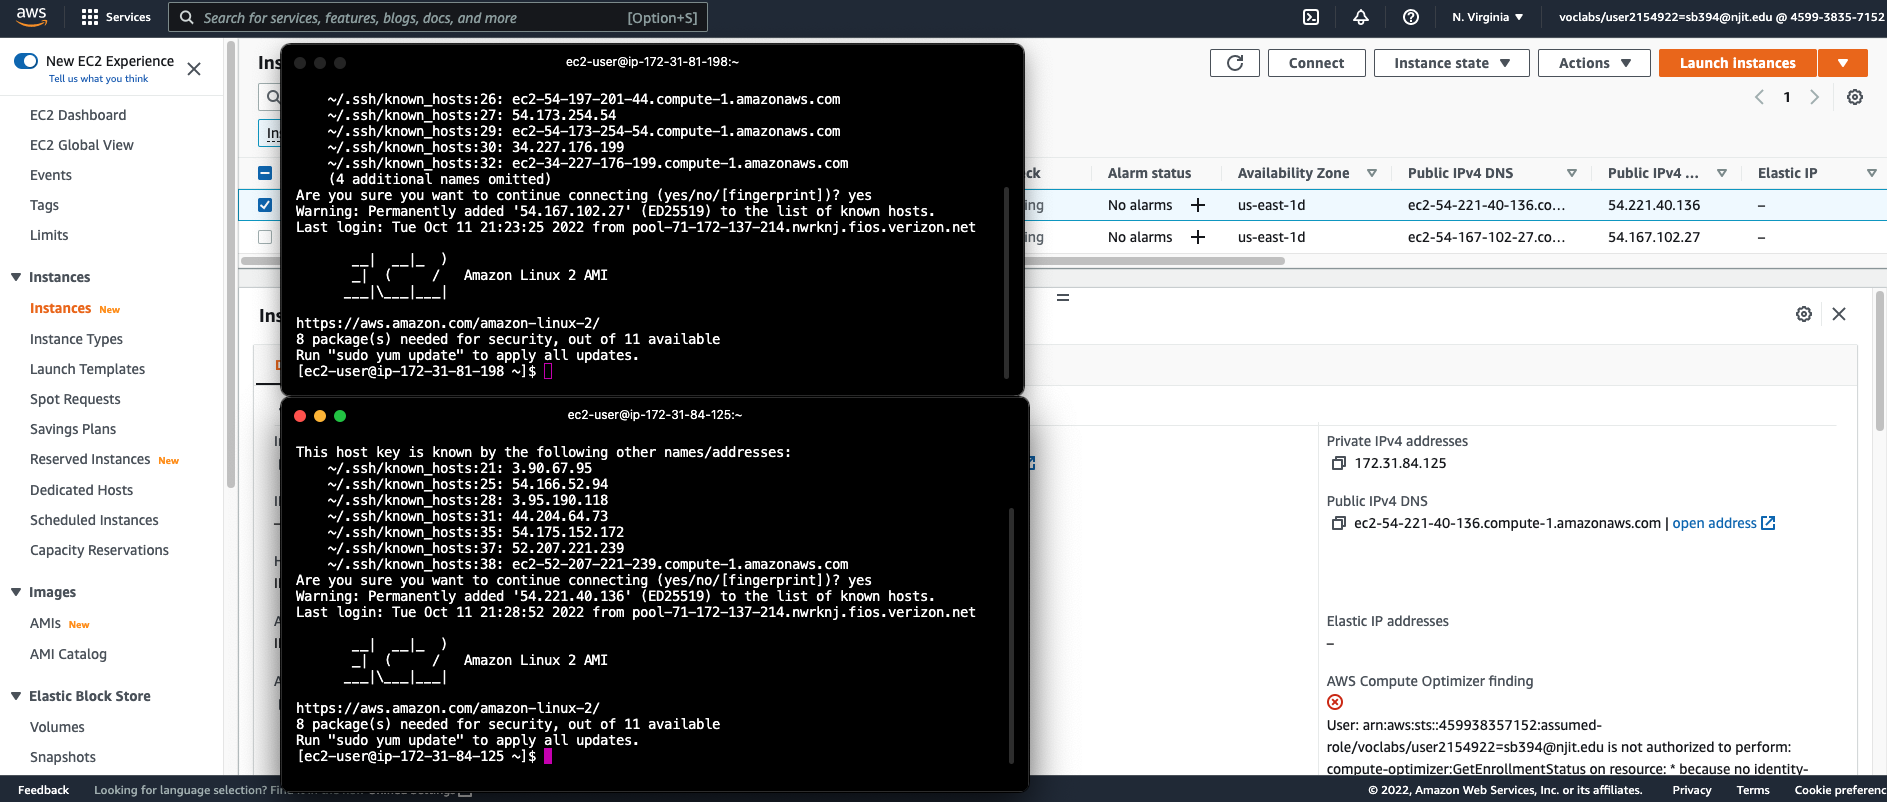 aws
Services
Search for services, features, blogs, docs, and more
[Option+S]
N. Virginia ▼
voclabs/user2154922=sb394@njit.edu @ 4599-3835-7152
New EC2 Experience
Tell us what you think
EC2 Dashboard
EC2 Global View
Events
Tags
Limits
Instances
Instances New
Instance Types
Launch Templates
Spot Requests
Savings Plans
Reserved Instances New
Dedicated Hosts
Scheduled Instances
Capacity Reservations
Images
AMIs New
AMI Catalog
Elastic Block Store
Volumes
Snapshots
Connect
Instance state ▼
Actions ▼
Launch instances
1
Alarm status
Availability Zone
Public IPv4 DNS
Public IPv4 ...
Elastic IP
No alarms +
us-east-1d
ec2-54-221-40-136.co...
54.221.40.136
–
No alarms +
us-east-1d
ec2-54-167-102-27.co...
54.167.102.27
–
ec2-user@ip-172-31-81-198:~
~/.ssh/known_hosts:26: ec2-54-197-201-44.compute-1.amazonaws.com
~/.ssh/known_hosts:27: 54.173.254.54
~/.ssh/known_hosts:29: ec2-54-173-254-54.compute-1.amazonaws.com
~/.ssh/known_hosts:30: 34.227.176.199
~/.ssh/known_hosts:32: ec2-34-227-176-199.compute-1.amazonaws.com
(4 additional names omitted)
Are you sure you want to continue connecting (yes/no/[fingerprint])? yes
Warning: Permanently added '54.167.102.27' (ED25519) to the list of known hosts.
Last login: Tue Oct 11 21:23:25 2022 from pool-71-172-137-214.nwrknj.fios.verizon.net
__|  __|_  )
_|  (     /   Amazon Linux 2 AMI
___|\___|___|
https://aws.amazon.com/amazon-linux-2/
8 package(s) needed for security, out of 11 available
Run "sudo yum update" to apply all updates.
[ec2-user@ip-172-31-81-198 ~]$
ec2-user@ip-172-31-84-125:~
This host key is known by the following other names/addresses:
~/.ssh/known_hosts:21: 3.90.67.95
~/.ssh/known_hosts:25: 54.166.52.94
~/.ssh/known_hosts:28: 3.95.190.118
~/.ssh/known_hosts:31: 44.204.64.73
~/.ssh/known_hosts:35: 54.175.152.172
~/.ssh/known_hosts:37: 52.207.221.239
~/.ssh/known_hosts:38: ec2-52-207-221-239.compute-1.amazonaws.com
Are you sure you want to continue connecting (yes/no/[fingerprint])? yes
Warning: Permanently added '54.221.40.136' (ED25519) to the list of known hosts.
Last login: Tue Oct 11 21:28:52 2022 from pool-71-172-137-214.nwrknj.fios.verizon.net
__|  __|_  )
_|  (     /   Amazon Linux 2 AMI
___|\___|___|
https://aws.amazon.com/amazon-linux-2/
8 package(s) needed for security, out of 11 available
Run "sudo yum update" to apply all updates.
[ec2-user@ip-172-31-84-125 ~]$
Private IPv4 addresses
172.31.84.125
Public IPv4 DNS
ec2-54-221-40-136.compute-1.amazonaws.com | open address
Elastic IP addresses
–
AWS Compute Optimizer finding
User: arn:aws:sts::459938357152:assumed-
role/voclabs/user2154922=sb394@njit.edu is not authorized to perform:
compute-optimizer:GetEnrollmentStatus on resource: * because no identity-
Feedback
Looking for language selection?
© 2022, Amazon Web Services, Inc. or its affiliates.
Privacy
Terms
Cookie preferenc